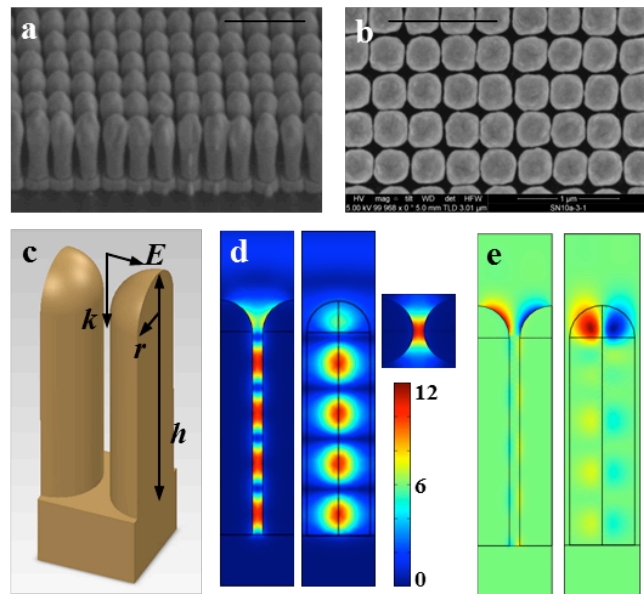 a
b
HV mag = tilt WD det HFW 1 µm
5.00 kV 99 968 x 0 ° 5.0 mm TLD 3.01 µm SN10a-3-1
c
E
k
r
h
d
12
6
0
e